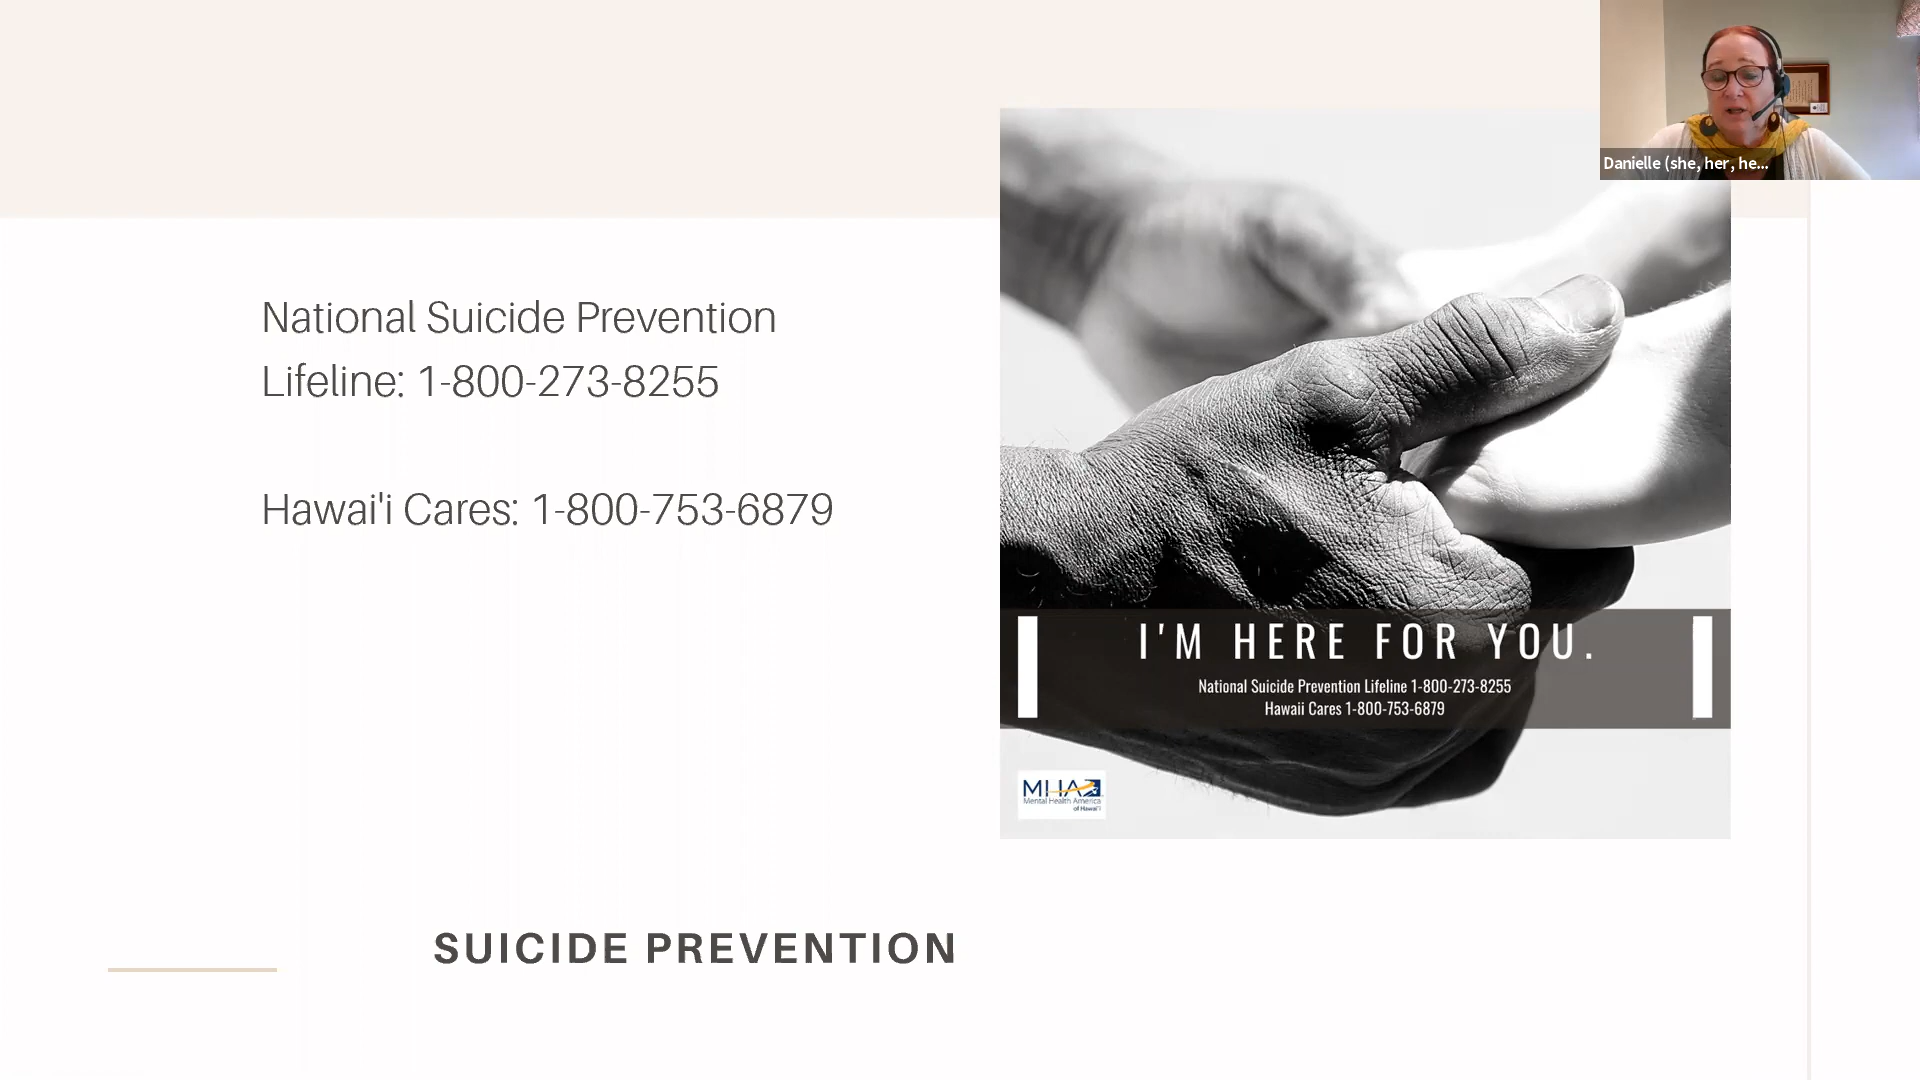 Danielle (she, her, he...
National Suicide Prevention
Lifeline: 1-800-273-8255
Hawai'i Cares: 1-800-753-6879
I'M HERE FOR YOU.
National Suicide Prevention Lifeline 1-800-273-8255
Hawaii Cares 1-800-753-6879
MHA
Mental Health America
of Hawai'i
SUICIDE PREVENTION